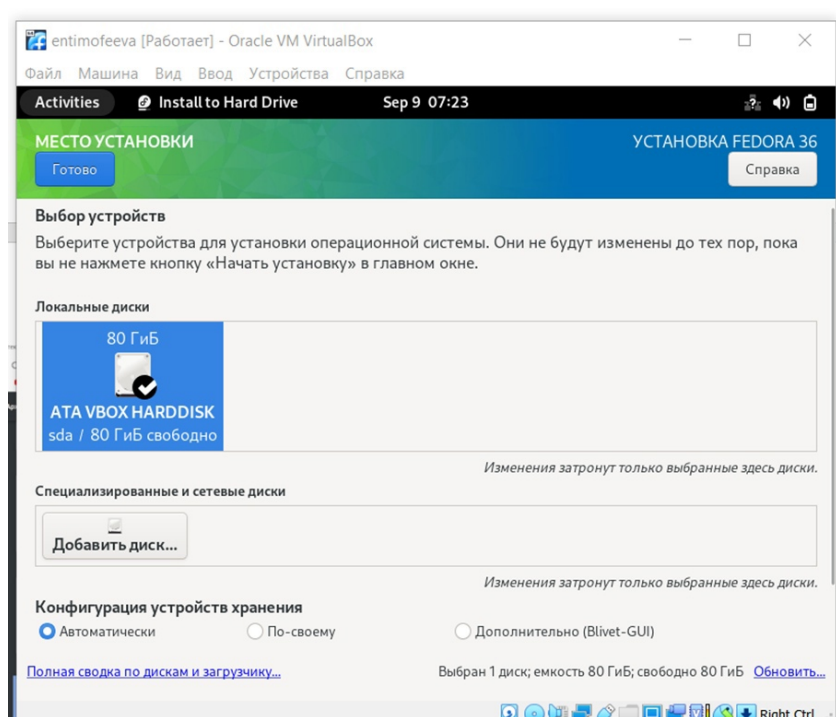 entimofeeva [Работает] - Oracle VM VirtualBox
Файл Машина Вид Ввод Устройства Справка
Activities Install to Hard Drive Sep 9 07:23
МЕСТО УСТАНОВКИ УСТАНОВКА FEDORA 36
Готово Справка
Выбор устройств
Выберите устройства для установки операционной системы. Они не будут изменены до тех пор, пока
вы не нажмете кнопку «Начать установку» в главном окне.
Локальные диски
80 ГиБ
ATA VBOX HARDDISK
sda / 80 ГиБ свободно
Изменения затронут только выбранные здесь диски.
Специализированные и сетевые диски
Добавить диск...
Изменения затронут только выбранные здесь диски.
Конфигурация устройств хранения
Автоматически По-своему Дополнительно (Blivet-GUI)
Полная сводка по дискам и загрузчику... Выбран 1 диск; емкость 80 ГиБ; свободно 80 ГиБ Обновить...
Right Ctrl